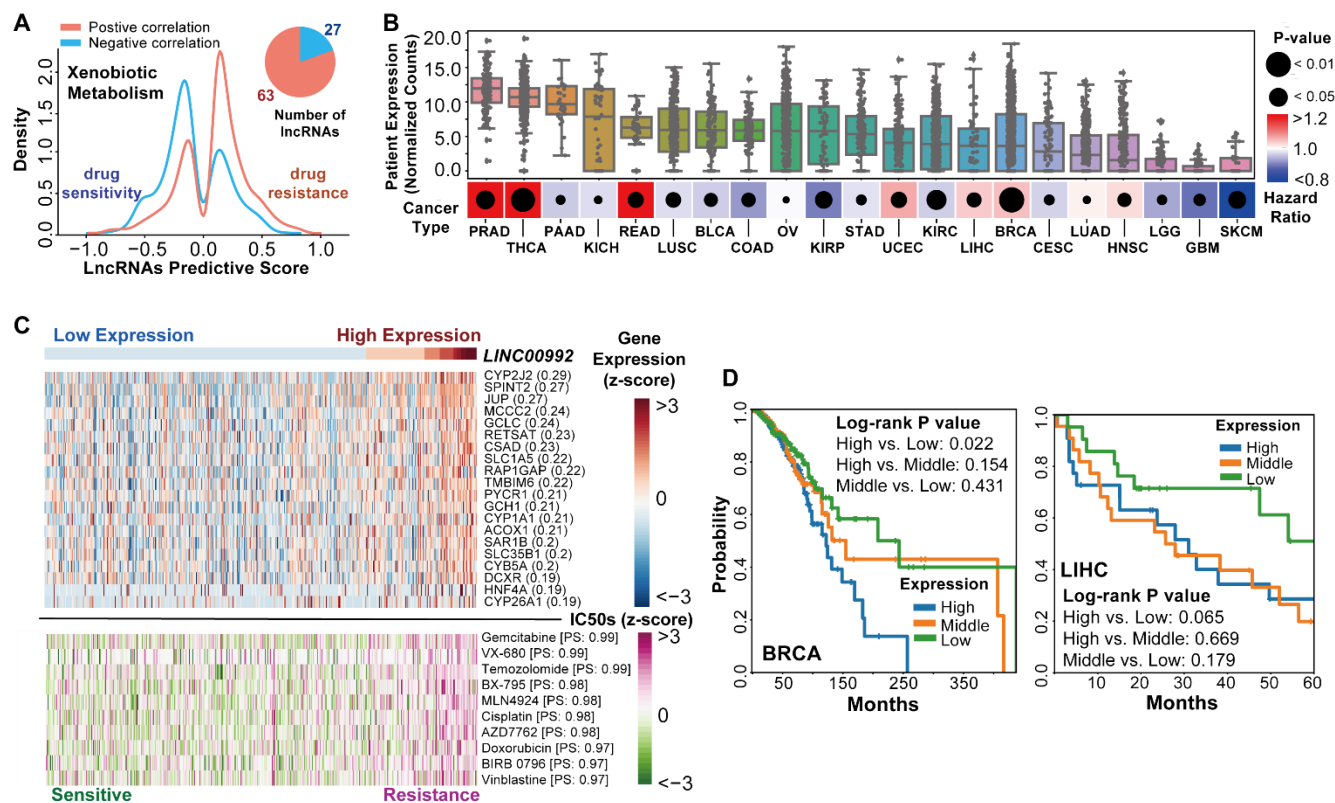 A
Postive correlation
Negative correlation
27
63
Number of
lncRNAs
Xenobiotic
Metabolism
drug
sensitivity
drug
resistance
Density
0.0
0.5
1.0
1.5
2.0
-1.0
-0.5
0.0
0.5
1.0
LncRNAs Predictive Score
B
Patient Expression
(Normalized Counts)
20.0
15.0
10.0
5.0
0.0
Cancer
Type
PRAD
THCA
PAAD
KICH
READ
LUSC
BLCA
COAD
OV
KIRP
STAD
UCEC
KIRC
LIHC
BRCA
CESC
LUAD
HNSC
LGG
GBM
SKCM
P-value
< 0.01
< 0.05
>1.2
1.0
<0.8
Hazard
Ratio
C
Low Expression
High Expression
LINC00992
CYP2J2 (0.29)
SPINT2 (0.27)
JUP (0.27)
MCCC2 (0.24)
GCLC (0.24)
RETSAT (0.23)
CSAD (0.23)
SLC1A5 (0.22)
RAP1GAP (0.22)
TMBIM6 (0.22)
PYCR1 (0.21)
GCH1 (0.21)
CYP1A1 (0.21)
ACOX1 (0.21)
SAR1B (0.2)
SLC35B1 (0.2)
CYB5A (0.2)
DCXR (0.19)
HNF4A (0.19)
CYP26A1 (0.19)
Gene
Expression
(z-score)
>3
0
<−3
IC50s (z-score)
Gemcitabine [PS: 0.99]
VX-680 [PS: 0.99]
Temozolomide [PS: 0.99]
BX-795 [PS: 0.98]
MLN4924 [PS: 0.98]
Cisplatin [PS: 0.98]
AZD7762 [PS: 0.98]
Doxorubicin [PS: 0.97]
BIRB 0796 [PS: 0.97]
Vinblastine [PS: 0.97]
>3
0
<−3
Sensitive
Resistance
D
Probability
1.0
0.8
0.6
0.4
0.2
0.0
Log-rank P value
High vs. Low: 0.022
High vs. Middle: 0.154
Middle vs. Low: 0.431
Expression
High
Middle
Low
BRCA
50
150
250
350
Months
1.0
0.8
0.6
0.4
0.2
0.0
Expression
High
Middle
Low
LIHC
Log-rank P value
High vs. Low: 0.065
High vs. Middle: 0.669
Middle vs. Low: 0.179
10
20
30
40
50
60
Months